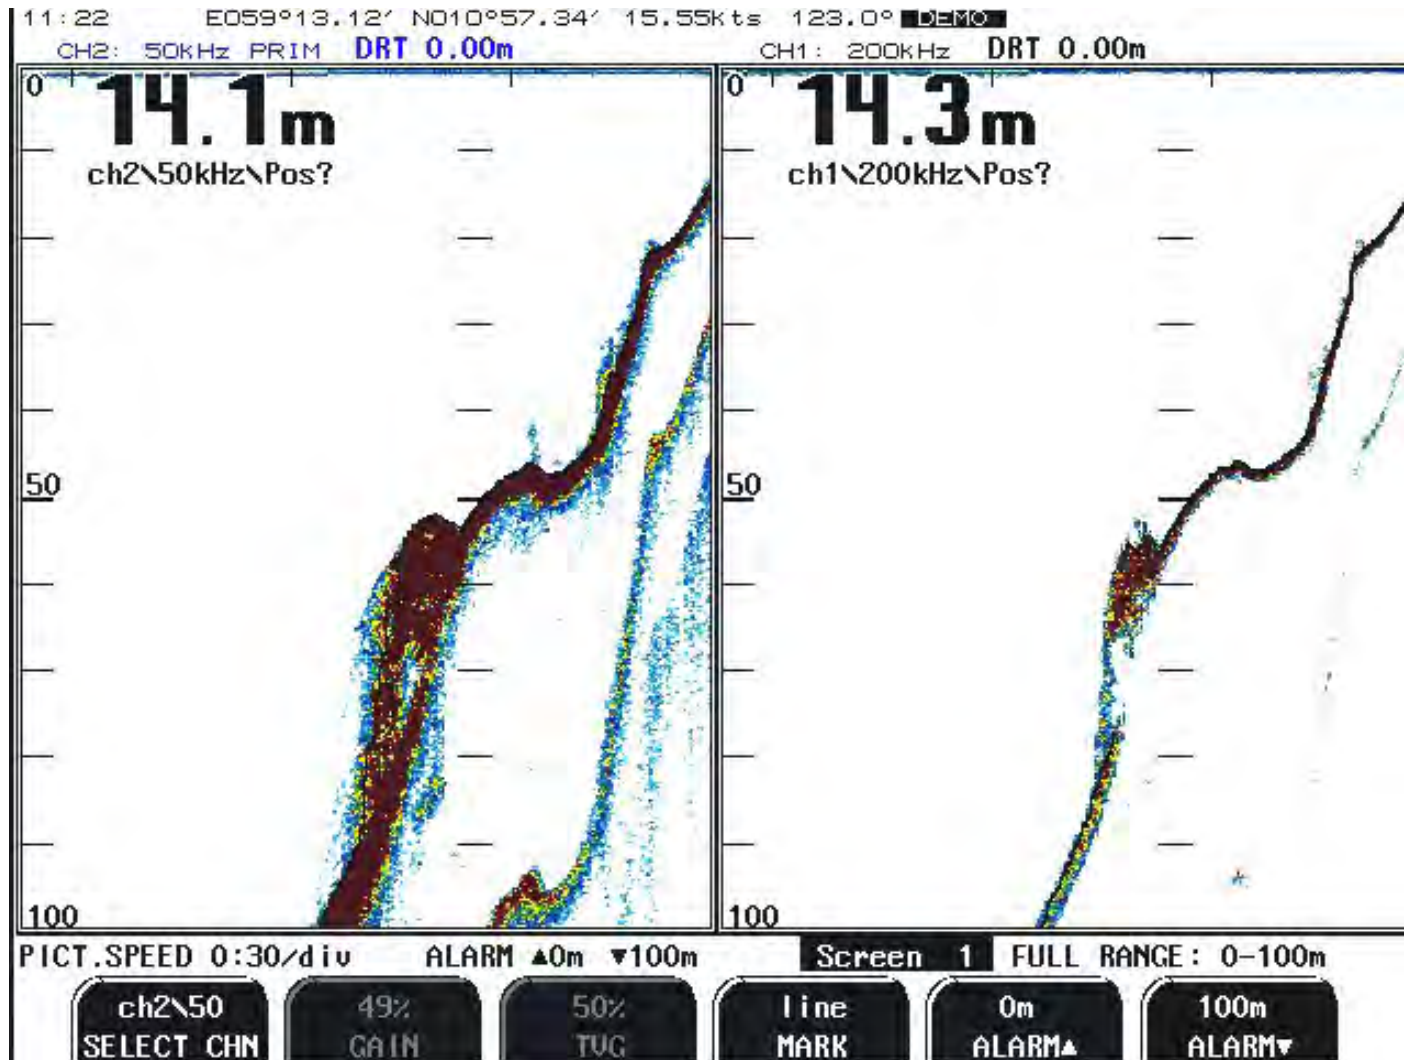 11:22 E059°13.12′ N010°57.34′ 15.55kts 123.0° DEMO
CH2: 50kHz PRIM DRT 0.00m CH1: 200kHz DRT 0.00m
0 14.1m 0 14.3m
ch2\50kHz\Pos? ch1\200kHz\Pos?
50 50
100 100
PICT.SPEED 0:30/div ALARM ▲0m ▼100m Screen 1 FULL RANGE: 0-100m
ch2\50 49% 50% line 0m 100m
SELECT CHN GAIN TVG MARK ALARM▲ ALARM▼